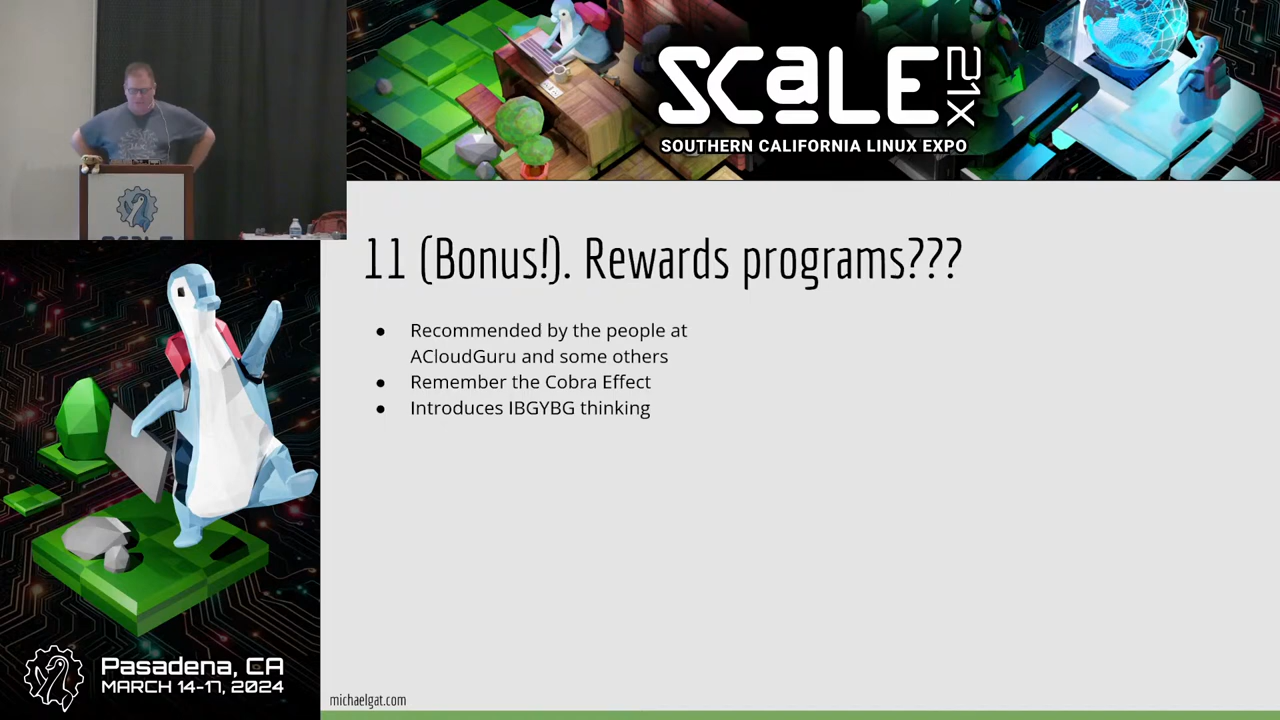 SCaLE 21X
SOUTHERN CALIFORNIA LINUX EXPO
11 (Bonus!). Rewards programs???
● Recommended by the people at
ACloudGuru and some others
● Remember the Cobra Effect
● Introduces IBGYBG thinking
Pasadena, CA
MARCH 14-17, 2024
michaelgat.com